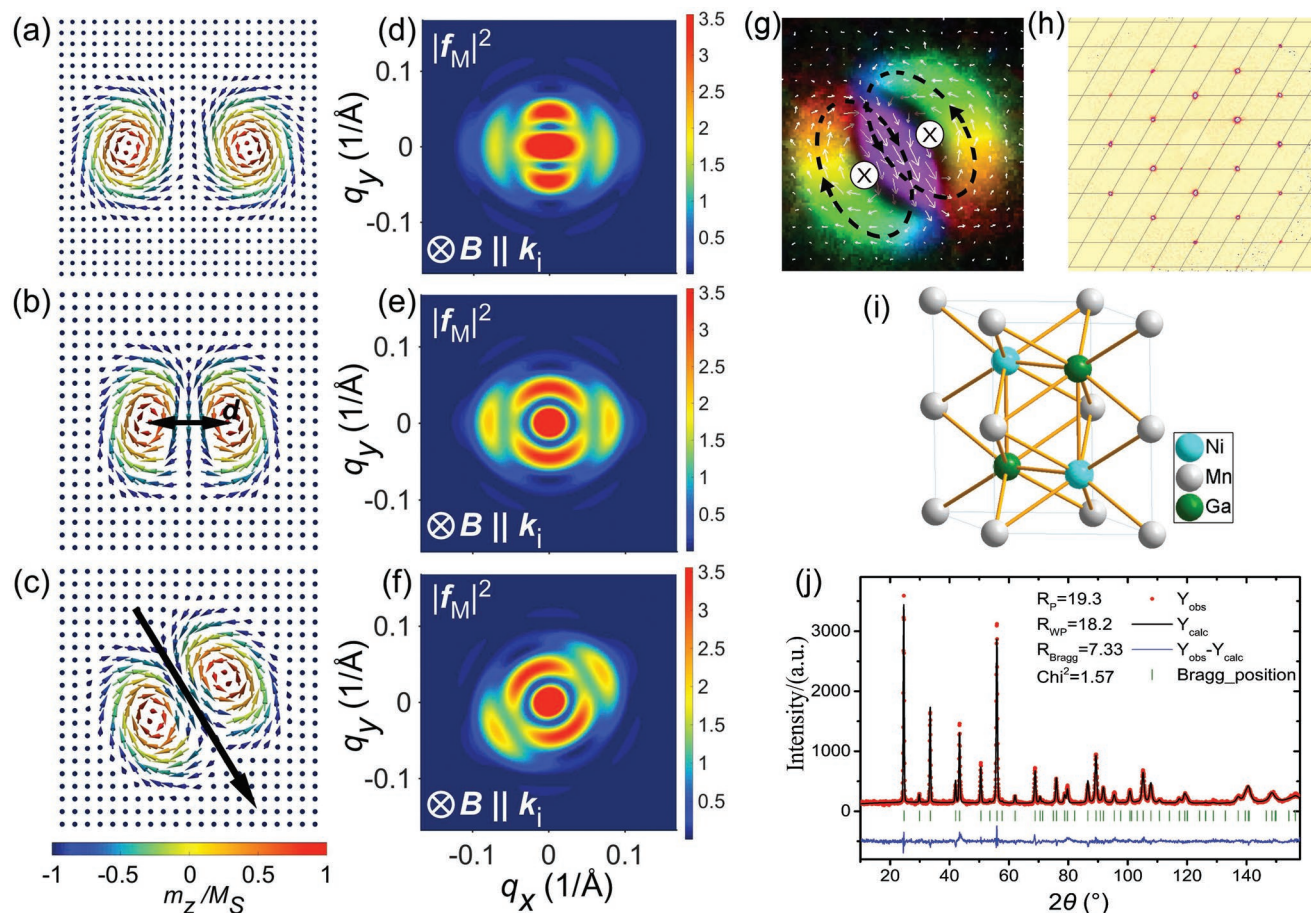 (a)
(b)
d
(c)
-1 -0.5 0 0.5 1
m_z/M_S
(d)
|f_M|²
3.5
3
2.5
2
1.5
1
0.5
0.1
0
-0.1
q_y (1/Å)
⊗B || k_i
(e)
|f_M|²
3.5
3
2.5
2
1.5
1
0.5
0.1
0
-0.1
q_y (1/Å)
⊗B || k_i
(f)
|f_M|²
3.5
3
2.5
2
1.5
1
0.5
0.1
0
-0.1
q_y (1/Å)
⊗B || k_i
-0.1 0 0.1
q_x (1/Å)
(g)
X
X
(h)
(i)
Ni
Mn
Ga
(j)
R_P=19.3 Y_obs
R_WP=18.2 Y_calc
R_Bragg=7.33 Y_obs-Y_calc
Chi²=1.57 Bragg_position
Intensity/(a.u.)
3000
2000
1000
0
20 40 60 80 100 120 140
2θ (°)